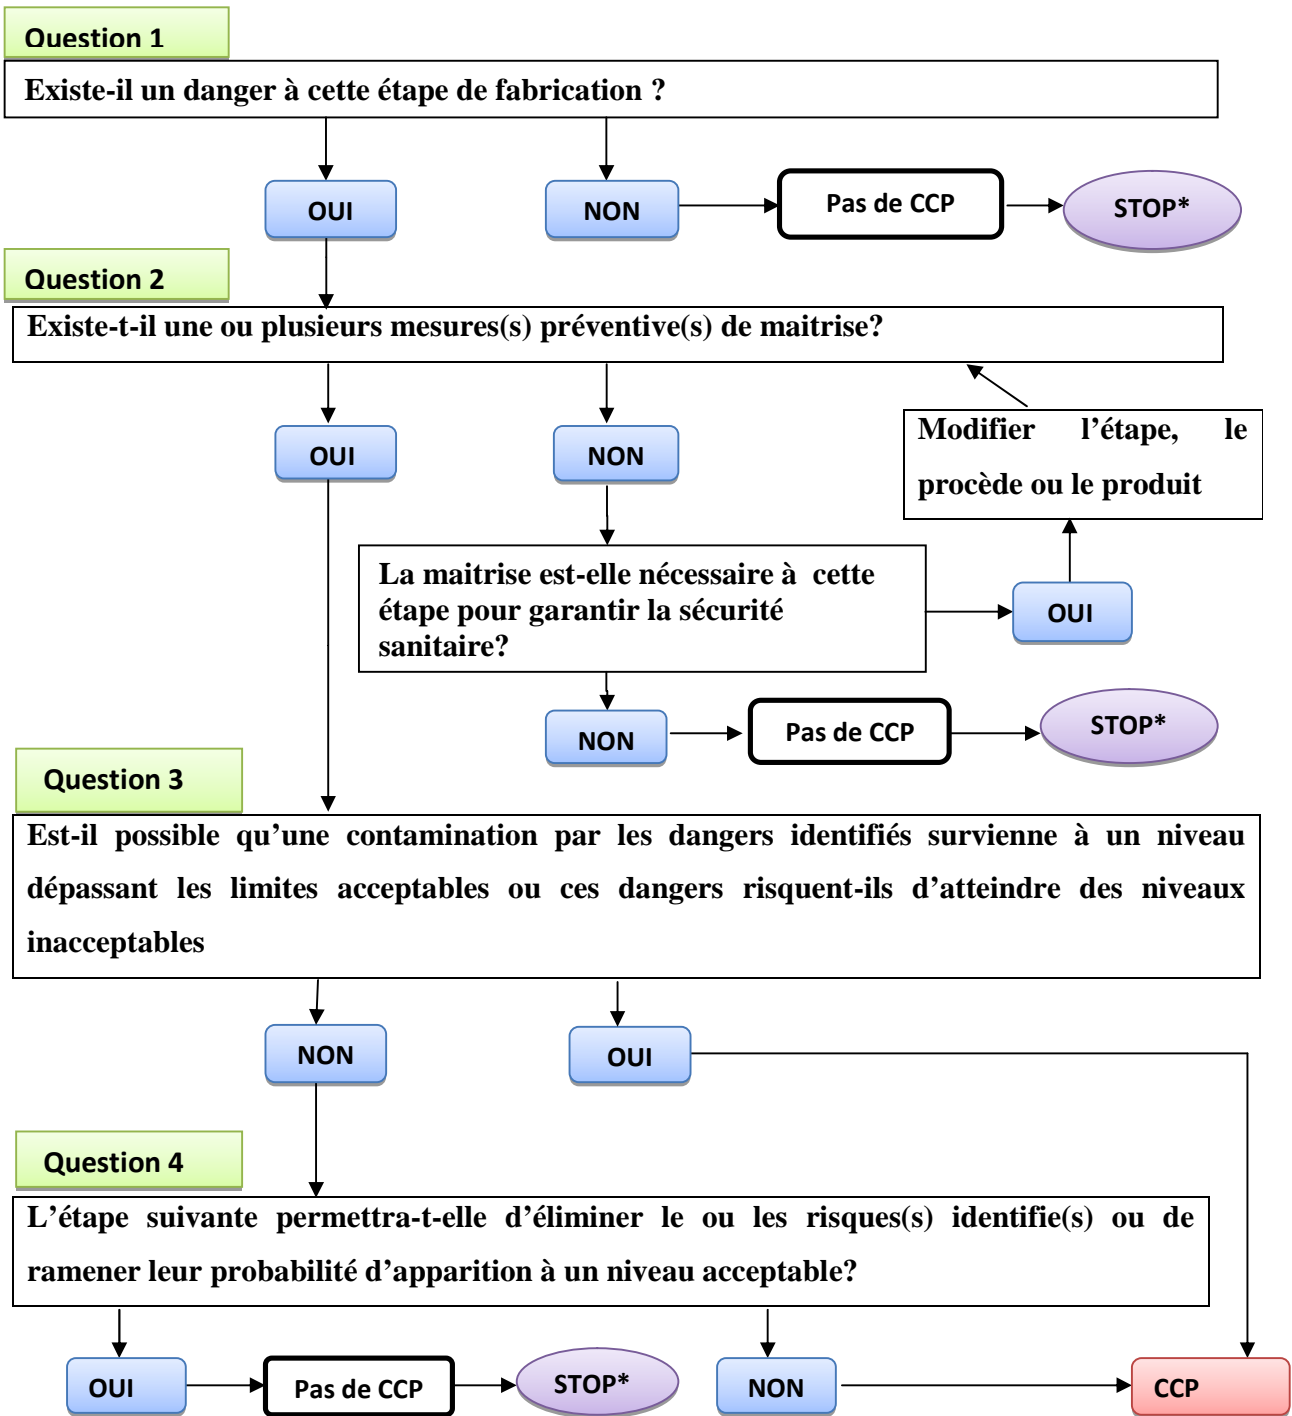 Question 1
Existe-il un danger à cette étape de fabrication ?
OUI
NON
Pas de CCP
STOP*
Question 2
Existe-t-il une ou plusieurs mesures(s) préventive(s) de maitrise?
OUI
NON
Modifier l’étape, le
procède ou le produit
La maitrise est-elle nécessaire à cette
étape pour garantir la sécurité
sanitaire?
OUI
NON
Pas de CCP
STOP*
Question 3
Est-il possible qu’une contamination par les dangers identifiés survienne à un niveau
dépassant les limites acceptables ou ces dangers risquent-ils d’atteindre des niveaux
inacceptables
NON
OUI
Question 4
L’étape suivante permettra-t-elle d’éliminer le ou les risques(s) identifie(s) ou de
ramener leur probabilité d’apparition à un niveau acceptable?
OUI
Pas de CCP
STOP*
NON
CCP